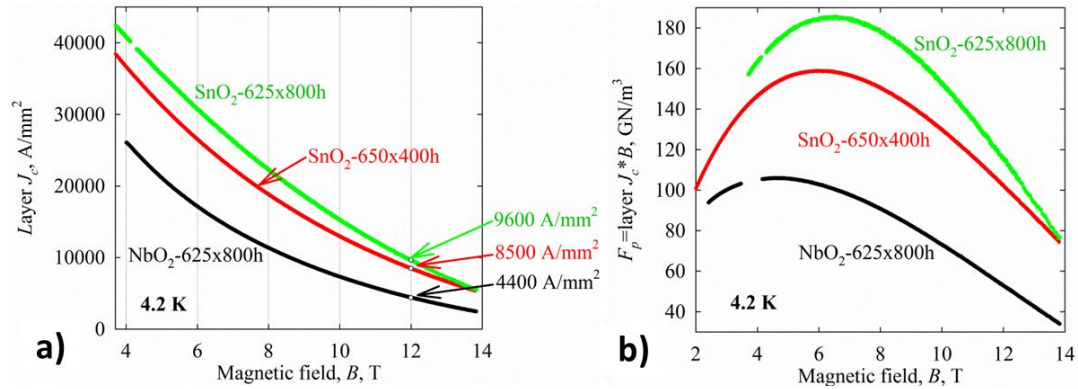 a)
Layer J_c, A/mm²
40000
30000
20000
10000
0
SnO₂-625x800h
SnO₂-650x400h
NbO₂-625x800h
9600 A/mm²
8500 A/mm²
4400 A/mm²
4.2 K
4 6 8 10 12 14
Magnetic field, B, T
b)
F_p=layer J_c*B, GN/m³
180
160
140
120
100
80
60
40
SnO₂-625x800h
SnO₂-650x400h
NbO₂-625x800h
4.2 K
2 4 6 8 10 12 14
Magnetic field, B, T